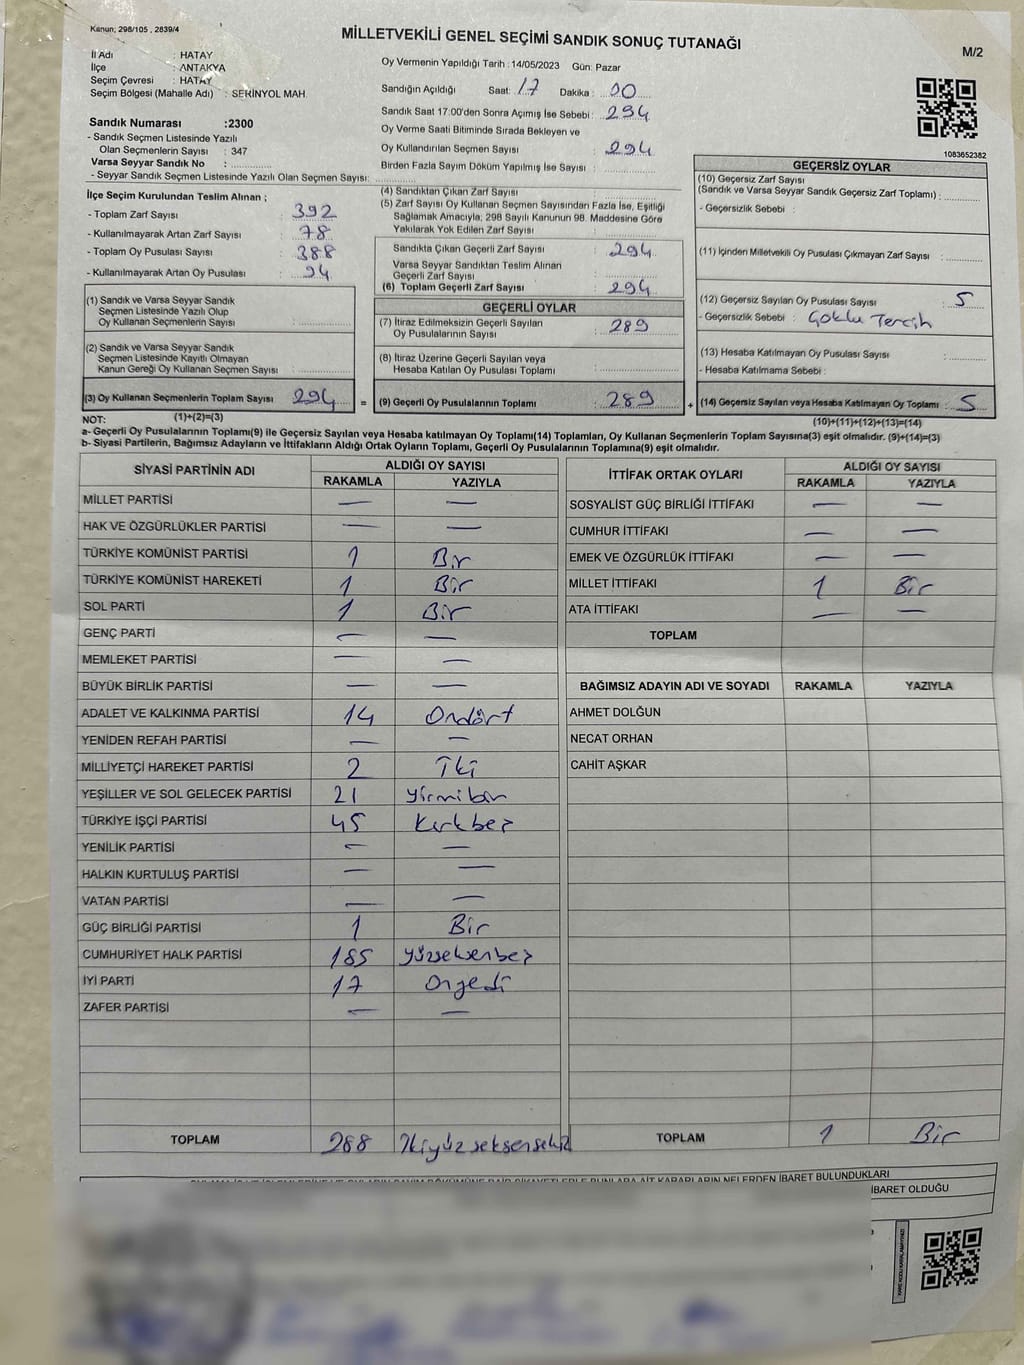 Kanun; 298/105 , 2839/4
MİLLETVEKİLİ GENEL SEÇİMİ SANDIK SONUÇ TUTANAĞI
M/2
İl Adı : HATAY
İlçe : ANTAKYA
Seçim Çevresi : HATAY
Seçim Bölgesi (Mahalle Adı) : SERİNYOL MAH.
Oy Vermenin Yapıldığı Tarih : 14/05/2023 Gün: Pazar
Sandığın Açıldığı Saat: 17 Dakika : 00
Sandık Saat 17:00'den Sonra Açımış İse Sebebi : 294
Oy Verme Saati Bitiminde Sırada Bekleyen ve
Oy Kullandırılan Seçmen Sayısı : 294
Birden Fazla Sayım Döküm Yapılmış İse Sayısı :
1083652382
Sandık Numarası :2300
- Sandık Seçmen Listesinde Yazılı
Olan Seçmenlerin Sayısı : 347
Varsa Seyyar Sandık No :
- Seyyar Sandık Seçmen Listesinde Yazılı Olan Seçmen Sayısı:
İlçe Seçim Kurulundan Teslim Alınan ;
- Toplam Zarf Sayısı : 392
- Kullanılmayarak Artan Zarf Sayısı : 78
- Toplam Oy Pusulası Sayısı : 388
- Kullanılmayarak Artan Oy Pusulası : 94
(1) Sandık ve Varsa Seyyar Sandık
Seçmen Listesinde Yazılı Olup
Oy Kullanan Seçmenlerin Sayısı :
(2) Sandık ve Varsa Seyyar Sandık
Seçmen Listesinde Kayıtlı Olmayan
Kanun Gereği Oy Kullanan Seçmen Sayısı :
(3) Oy Kullanan Seçmenlerin Toplam Sayısı 294 =
(1)+(2)=(3)
(4) Sandıktan Çıkan Zarf Sayısı :
(5) Zarf Sayısı Oy Kullanan Seçmen Sayısından Fazla İse, Eşitliği
Sağlamak Amacıyla, 298 Sayılı Kanunun 98. Maddesine Göre
Yakılarak Yok Edilen Zarf Sayısı :
Sandıkta Çıkan Geçerli Zarf Sayısı : 294
Varsa Seyyar Sandıktan Teslim Alınan
Geçerli Zarf Sayısı :
(6) Toplam Geçerli Zarf Sayısı : 294
GEÇERLİ OYLAR
(7) İtiraz Edilmeksizin Geçerli Sayılan
Oy Pusulalarının Sayısı : 289
(8) İtiraz Üzerine Geçerli Sayılan veya
Hesaba Katılan Oy Pusulası Toplamı :
(9) Geçerli Oy Pusulalarının Toplamı : 289 +
GEÇERSİZ OYLAR
(10) Geçersiz Zarf Sayısı
(Sandık ve Varsa Seyyar Sandık Geçersiz Zarf Toplamı) :
- Geçersizlik Sebebi :
(11) İçinden Milletvekili Oy Pusulası Çıkmayan Zarf Sayısı :
(12) Geçersiz Sayılan Oy Pusulası Sayısı : 5
- Geçersizlik Sebebi : Çoklu Tercih
(13) Hesaba Katılmayan Oy Pusulası Sayısı :
- Hesaba Katılmama Sebebi :
(14) Geçersiz Sayılan veya Hesaba Katılmayan Oy Toplamı : 5
(10)+(11)+(12)+(13)=(14)
NOT:
a- Geçerli Oy Pusulalarının Toplamı(9) ile Geçersiz Sayılan veya Hesaba katılmayan Oy Toplamı(14) Toplamları, Oy Kullanan Seçmenlerin Toplam Sayısına(3) eşit olmalıdır. (9)+(14)=(3)
b- Siyasi Partilerin, Bağımsız Adayların ve İttifakların Aldığı Ortak Oyların Toplamı, Geçerli Oy Pusulalarının Toplamına(9) eşit olmalıdır.
SİYASİ PARTİNİN ADI ALDIĞI OY SAYISI
RAKAMLA YAZIYLA
MİLLET PARTİSİ — —
HAK VE ÖZGÜRLÜKLER PARTİSİ — —
TÜRKİYE KOMÜNİST PARTİSİ 1 Bir
TÜRKİYE KOMÜNİST HAREKETİ 1 Bir
SOL PARTİ 1 Bir
GENÇ PARTİ — —
MEMLEKET PARTİSİ — —
BÜYÜK BİRLİK PARTİSİ — —
ADALET VE KALKINMA PARTİSİ 14 Ondört
YENİDEN REFAH PARTİSİ — —
MİLLİYETÇİ HAREKET PARTİSİ 2 İki
YEŞİLLER VE SOL GELECEK PARTİSİ 21 yirmibir
TÜRKİYE İŞÇİ PARTİSİ 45 Kırkbeş
YENİLİK PARTİSİ — —
HALKIN KURTULUŞ PARTİSİ — —
VATAN PARTİSİ — —
GÜÇ BİRLİĞİ PARTİSİ 1 Bir
CUMHURİYET HALK PARTİSİ 185 yüzseksenbeş
İYİ PARTİ 17 Onyedi
ZAFER PARTİSİ — —
TOPLAM 288 İkiyüz seksensekiz
İTTİFAK ORTAK OYLARI ALDIĞI OY SAYISI
RAKAMLA YAZIYLA
SOSYALİST GÜÇ BİRLİĞİ İTTİFAKI — —
CUMHUR İTTİFAKI — —
EMEK VE ÖZGÜRLÜK İTTİFAKI — —
MİLLET İTTİFAKI 1 Bir
ATA İTTİFAKI — —
TOPLAM
BAĞIMSIZ ADAYIN ADI VE SOYADI RAKAMLA YAZIYLA
AHMET DOLĞUN
NECAT ORHAN
CAHİT AŞKAR
TOPLAM 1 Bir
KARARLARIN NELERDEN İBARET BULUNDUKLARI
İBARET OLDUĞU